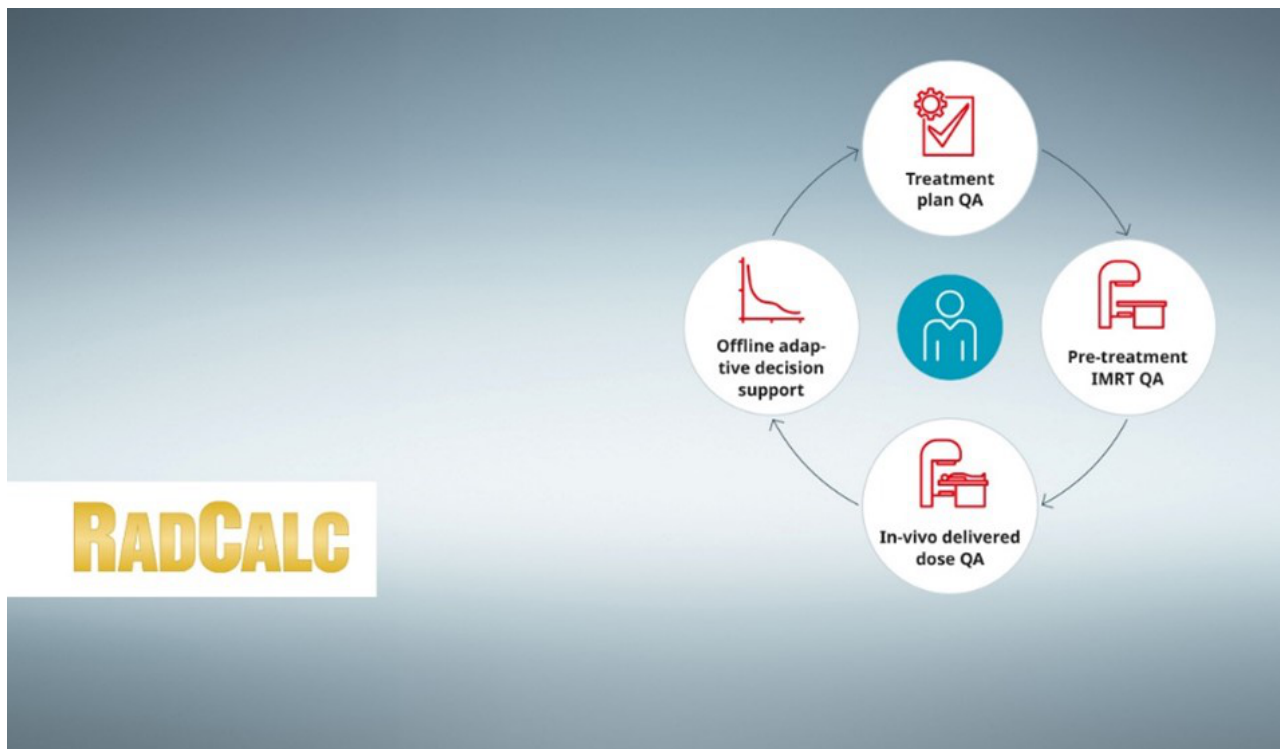 Treatment
plan QA
Offline adap-
tive decision
support
Pre-treatment
IMRT QA
In-vivo delivered
dose QA
RADCALC